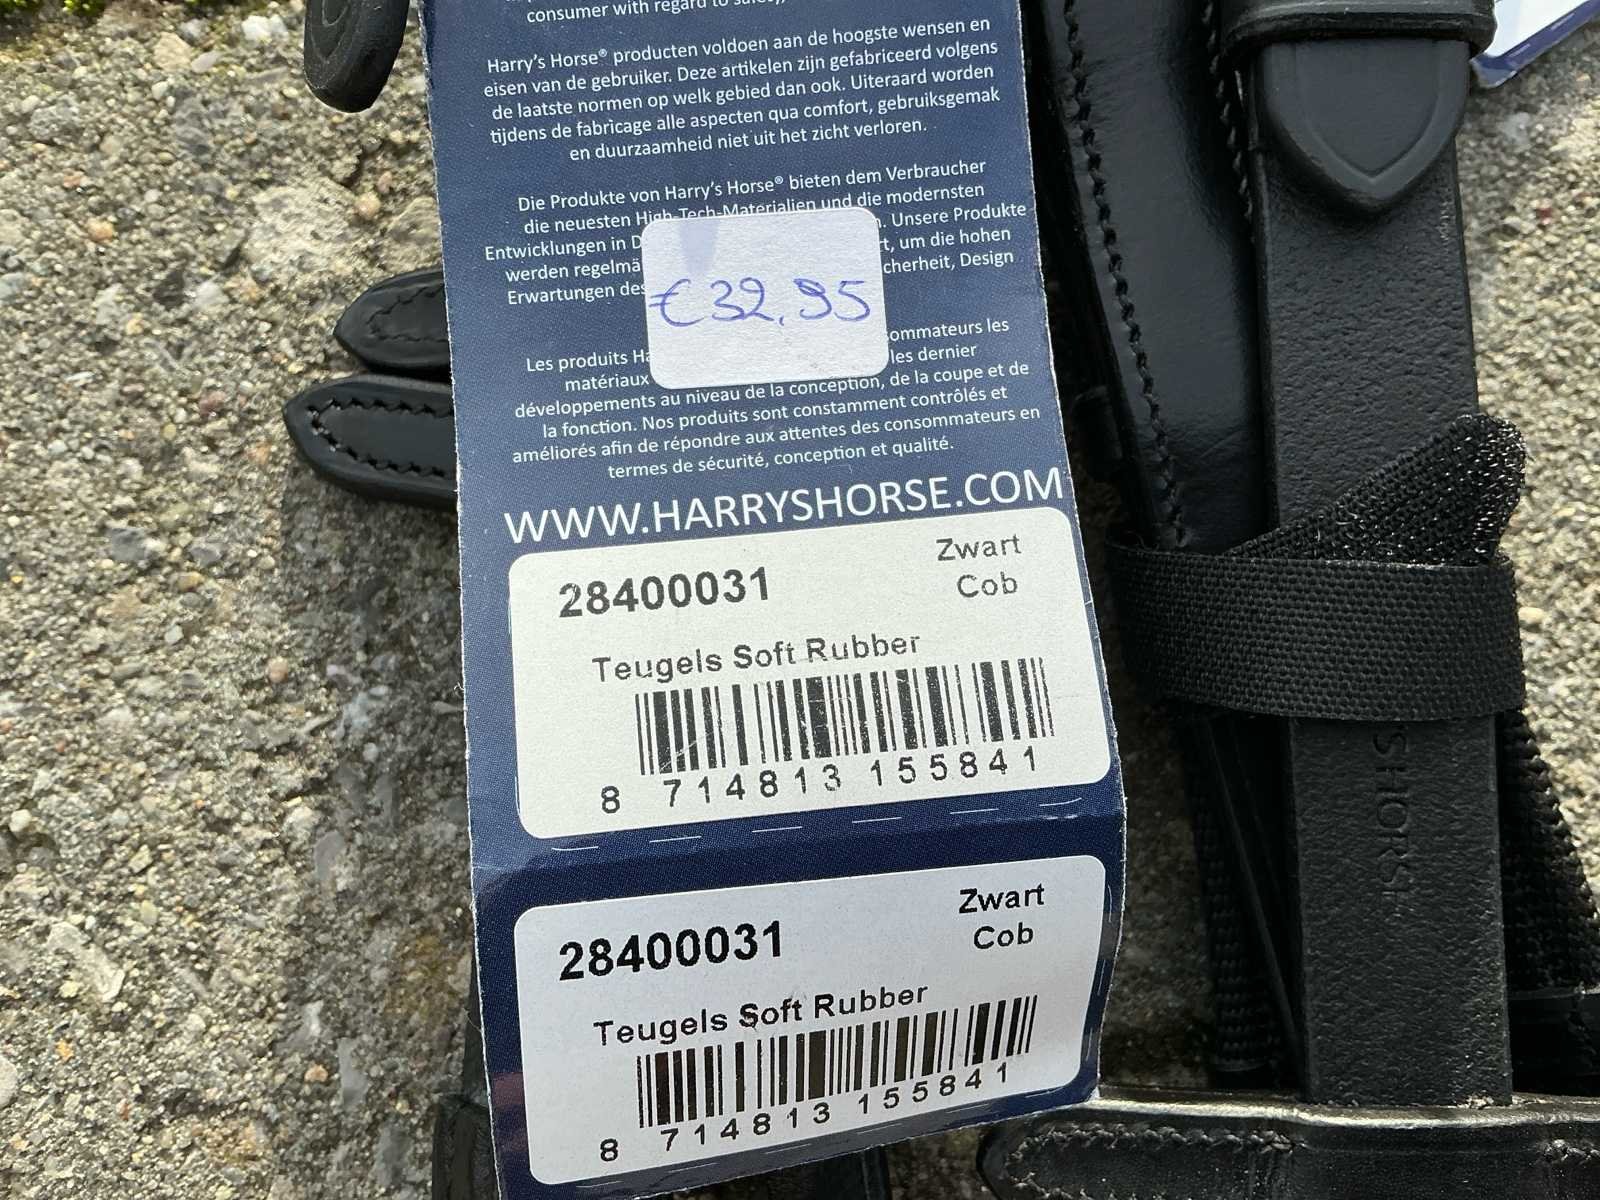 consumer with regard to safety,
Harry's Horse® producten voldoen aan de hoogste wensen en
eisen van de gebruiker. Deze artikelen zijn gefabriceerd volgens
de laatste normen op welk gebied dan ook. Uiteraard worden
tijdens de fabricage alle aspecten qua comfort, gebruiksgemak
en duurzaamheid niet uit het zicht verloren.
Die Produkte von Harry's Horse® bieten dem Verbraucher
die neuesten High-Tech-Materialien und die modernsten
Entwicklungen in . Unsere Produkte
werden um die hohen
Erwartungen des Design
€ 32,95
Les produits les
matériaux les dernier
développements au niveau de la conception, de la coupe et de
la fonction. Nos produits sont constamment contrôlés et
améliorés afin de répondre aux attentes des consommateurs en
termes de sécurité, conception et qualité.
WWW.HARRYSHORSE.COM
28400031
Zwart
Cob
Teugels Soft Rubber
8 714813 155841
28400031
Zwart
Cob
Teugels Soft Rubber
8 714813 155841
S HORSE